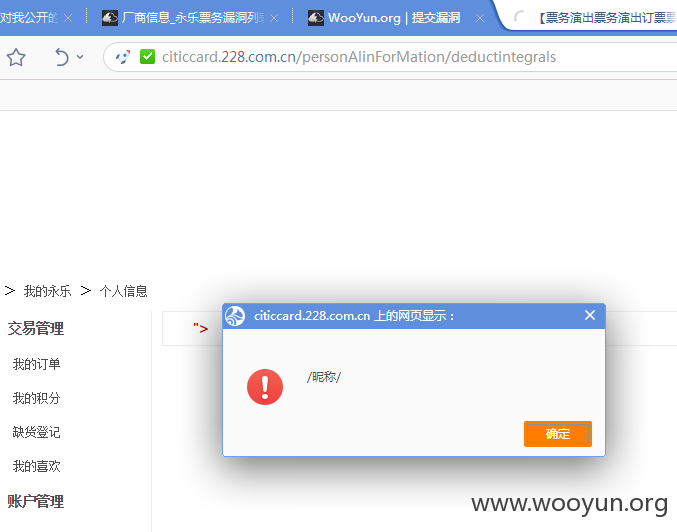 对我公开的
厂商信息_永乐票务漏洞列表
WooYun.org | 提交漏洞
【票务演出票务演出订票票
citiccard.228.com.cn/personAlinForMation/deductintegrals
> 我的永乐 > 个人信息
交易管理
">
我的订单
我的积分
缺货登记
我的喜欢
账户管理
citiccard.228.com.cn 上的网页显示：
/昵称/
确定
www.wooyun.org